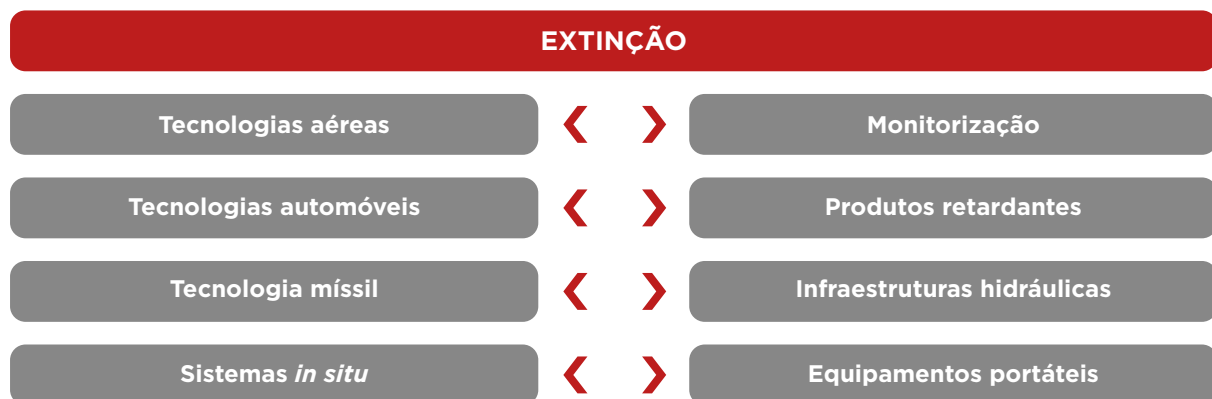 EXTINÇÃO
Tecnologias aéreas
Monitorização
Tecnologias automóveis
Produtos retardantes
Tecnologia míssil
Infraestruturas hidráulicas
Sistemas in situ
Equipamentos portáteis